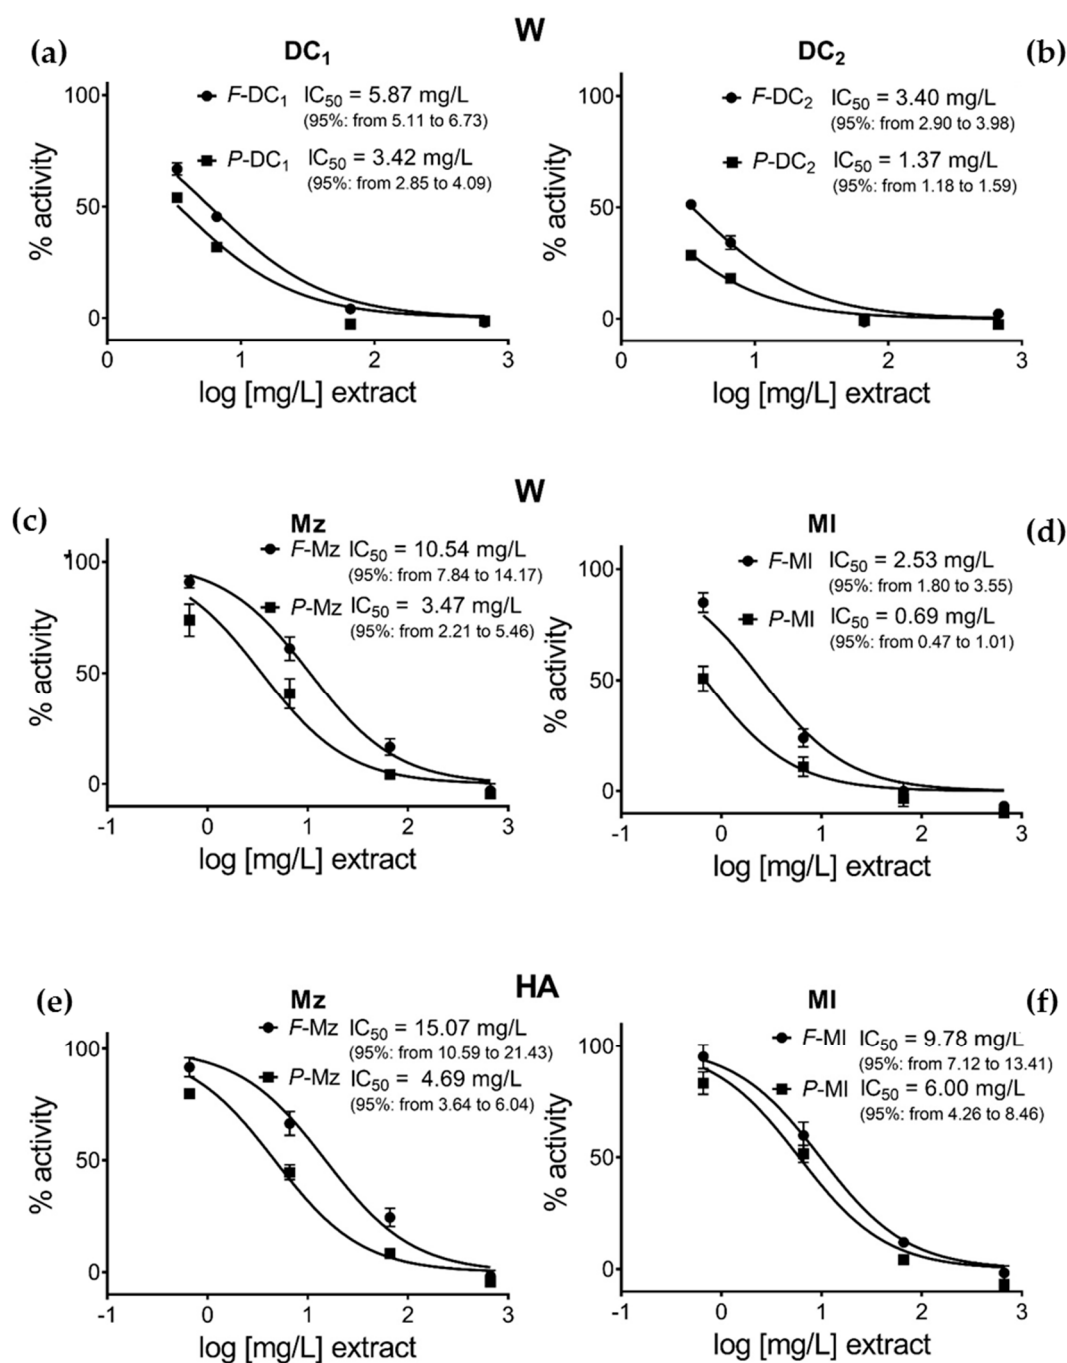 W
(a)
DC₁
DC₂
(b)
100
50
0
% activity
F-DC₁ IC₅₀ = 5.87 mg/L
(95%: from 5.11 to 6.73)
P-DC₁ IC₅₀ = 3.42 mg/L
(95%: from 2.85 to 4.09)
0 1 2 3
log [mg/L] extract
100
50
0
% activity
F-DC₂ IC₅₀ = 3.40 mg/L
(95%: from 2.90 to 3.98)
P-DC₂ IC₅₀ = 1.37 mg/L
(95%: from 1.18 to 1.59)
0 1 2 3
log [mg/L] extract
W
(c)
Mz
MI
(d)
100
50
0
% activity
F-Mz IC₅₀ = 10.54 mg/L
(95%: from 7.84 to 14.17)
P-Mz IC₅₀ = 3.47 mg/L
(95%: from 2.21 to 5.46)
-1 0 1 2 3
log [mg/L] extract
100
50
0
% activity
F-MI IC₅₀ = 2.53 mg/L
(95%: from 1.80 to 3.55)
P-MI IC₅₀ = 0.69 mg/L
(95%: from 0.47 to 1.01)
-1 0 1 2 3
log [mg/L] extract
HA
(e)
Mz
MI
(f)
100
50
0
% activity
F-Mz IC₅₀ = 15.07 mg/L
(95%: from 10.59 to 21.43)
P-Mz IC₅₀ = 4.69 mg/L
(95%: from 3.64 to 6.04)
-1 0 1 2 3
log [mg/L] extract
100
50
0
% activity
F-MI IC₅₀ = 9.78 mg/L
(95%: from 7.12 to 13.41)
P-MI IC₅₀ = 6.00 mg/L
(95%: from 4.26 to 8.46)
-1 0 1 2 3
log [mg/L] extract